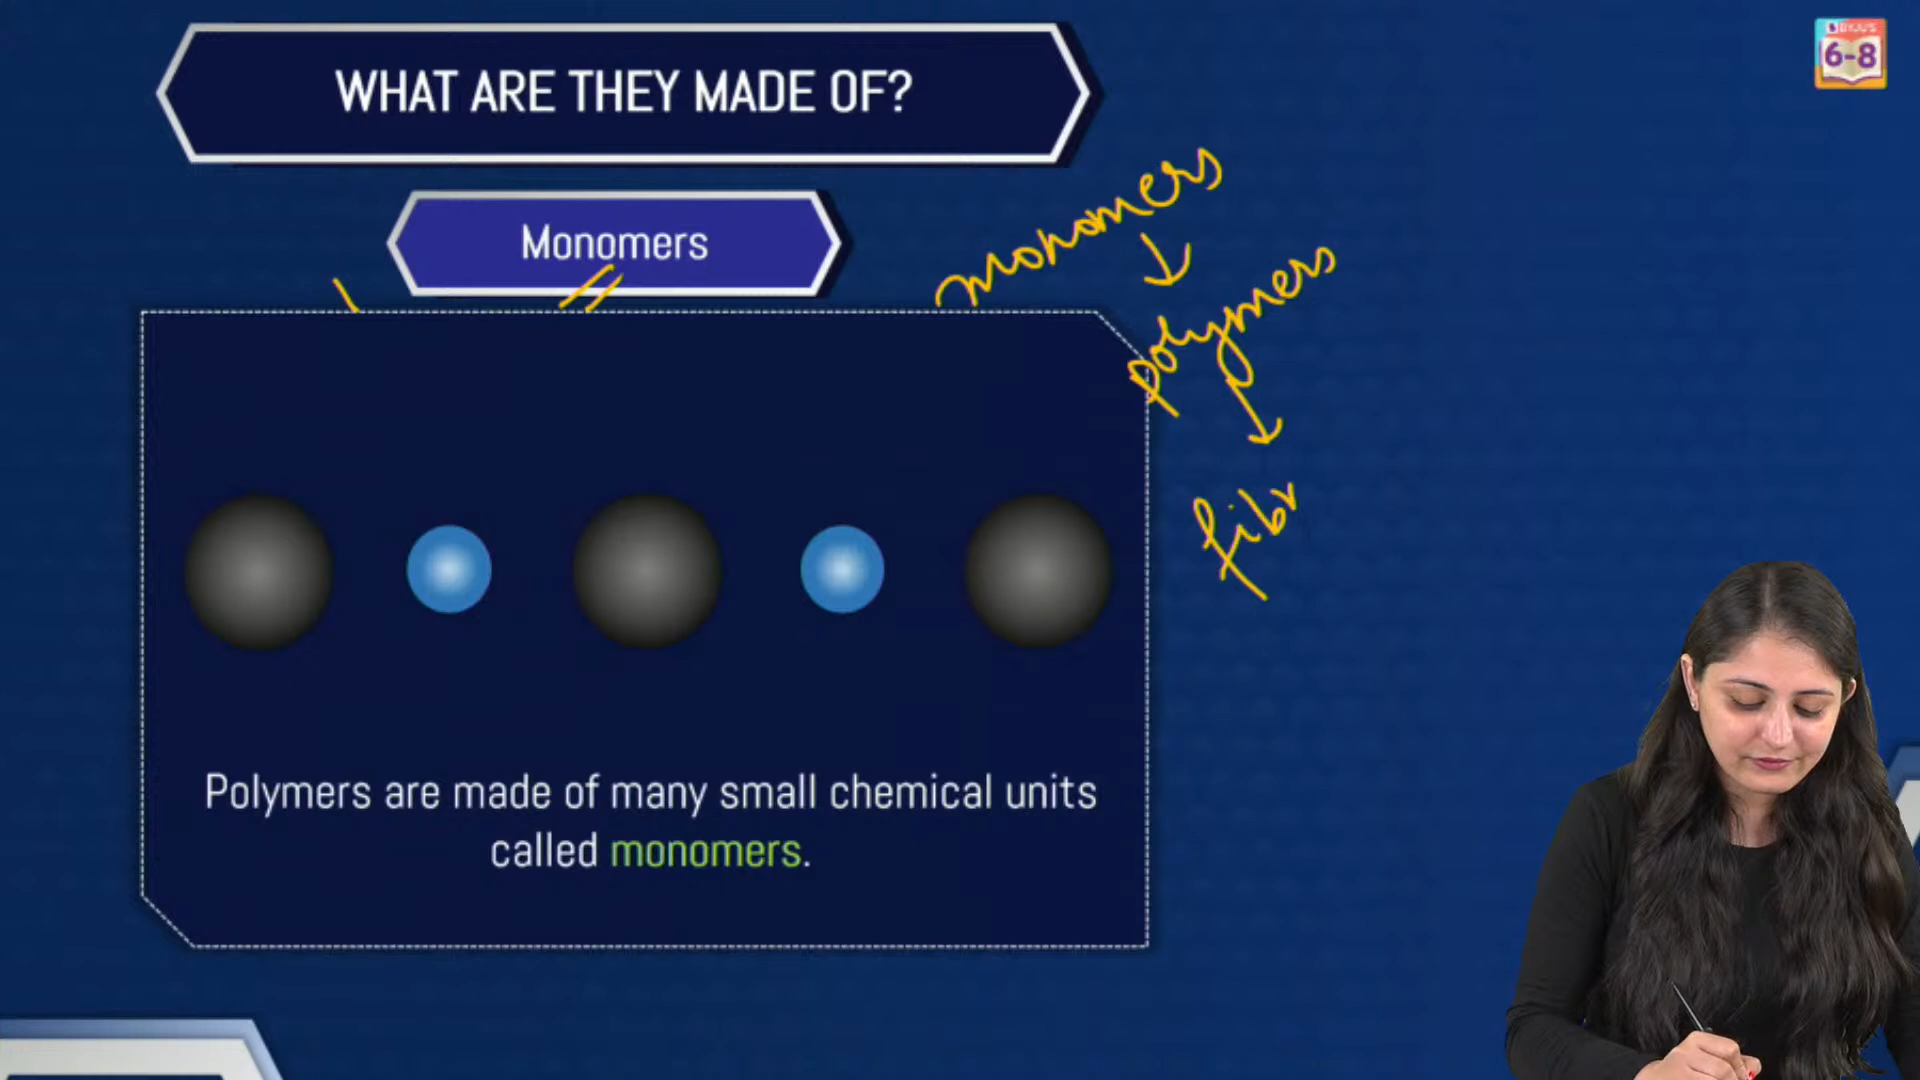 BYJU'S
6-8
WHAT ARE THEY MADE OF?
Monomers
monomers
polymers
fibr
Polymers are made of many small chemical units
called monomers.